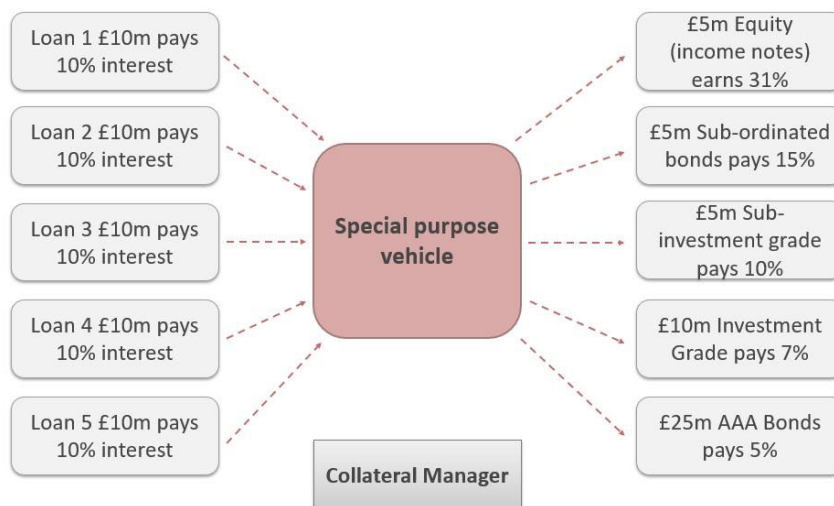 Loan 1 £10m pays
10% interest
Loan 2 £10m pays
10% interest
Loan 3 £10m pays
10% interest
Loan 4 £10m pays
10% interest
Loan 5 £10m pays
10% interest
Special purpose
vehicle
Collateral Manager
£5m Equity
(income notes)
earns 31%
£5m Sub-ordinated
bonds pays 15%
£5m Sub-
investment grade
pays 10%
£10m Investment
Grade pays 7%
£25m AAA Bonds
pays 5%